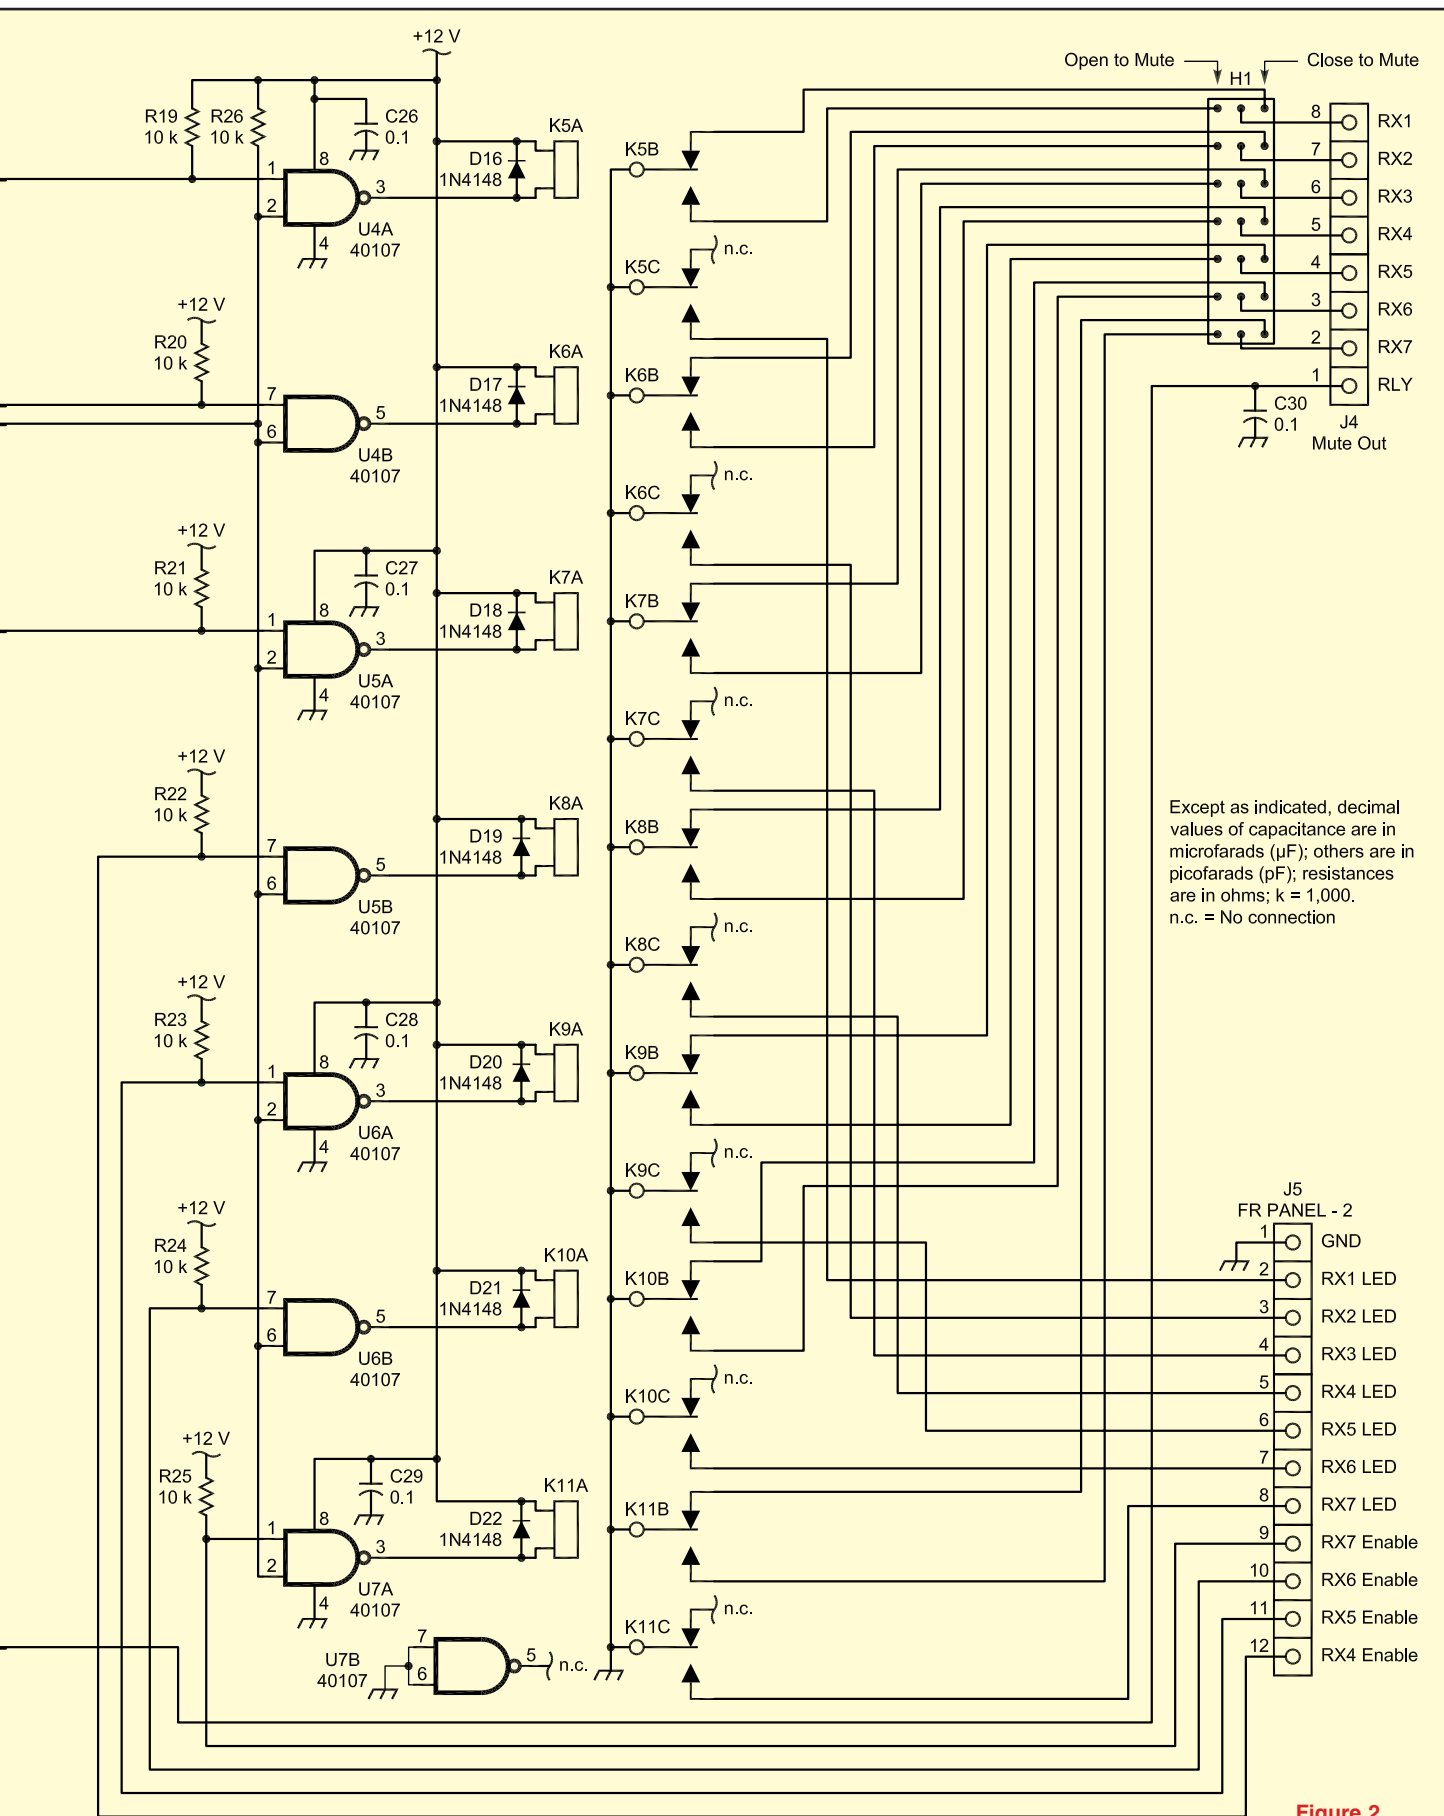 +12 V
Open to Mute
H1
Close to Mute
R19
10 k
R26
10 k
C26
0.1
K5A
8
RX1
7
RX2
6
RX3
5
RX4
4
RX5
3
RX6
2
RX7
1
RLY
C30
0.1
J4
Mute Out
D16
1N4148
K5B
1
2
8
3
4
U4A
40107
n.c.
K5C
+12 V
R20
10 k
K6A
D17
1N4148
K6B
7
6
5
U4B
40107
n.c.
K6C
+12 V
R21
10 k
C27
0.1
K7A
D18
1N4148
K7B
1
2
8
3
4
U5A
40107
n.c.
K7C
+12 V
R22
10 k
K8A
D19
1N4148
K8B
7
6
5
U5B
40107
Except as indicated, decimal
values of capacitance are in
microfarads (µF); others are in
picofarads (pF); resistances
are in ohms; k = 1,000.
n.c. = No connection
n.c.
K8C
+12 V
R23
10 k
C28
0.1
K9A
D20
1N4148
K9B
1
2
8
3
4
U6A
40107
n.c.
K9C
+12 V
R24
10 k
K10A
D21
1N4148
K10B
7
6
5
U6B
40107
n.c.
K10C
J5
FR PANEL - 2
1
GND
2
RX1 LED
3
RX2 LED
4
RX3 LED
5
RX4 LED
6
RX5 LED
7
RX6 LED
8
RX7 LED
9
RX7 Enable
10
RX6 Enable
11
RX5 Enable
12
RX4 Enable
+12 V
R25
10 k
C29
0.1
K11A
D22
1N4148
K11B
1
2
8
3
4
U7A
40107
n.c.
K11C
U7B
40107
7
6
5
n.c.
Figure 2